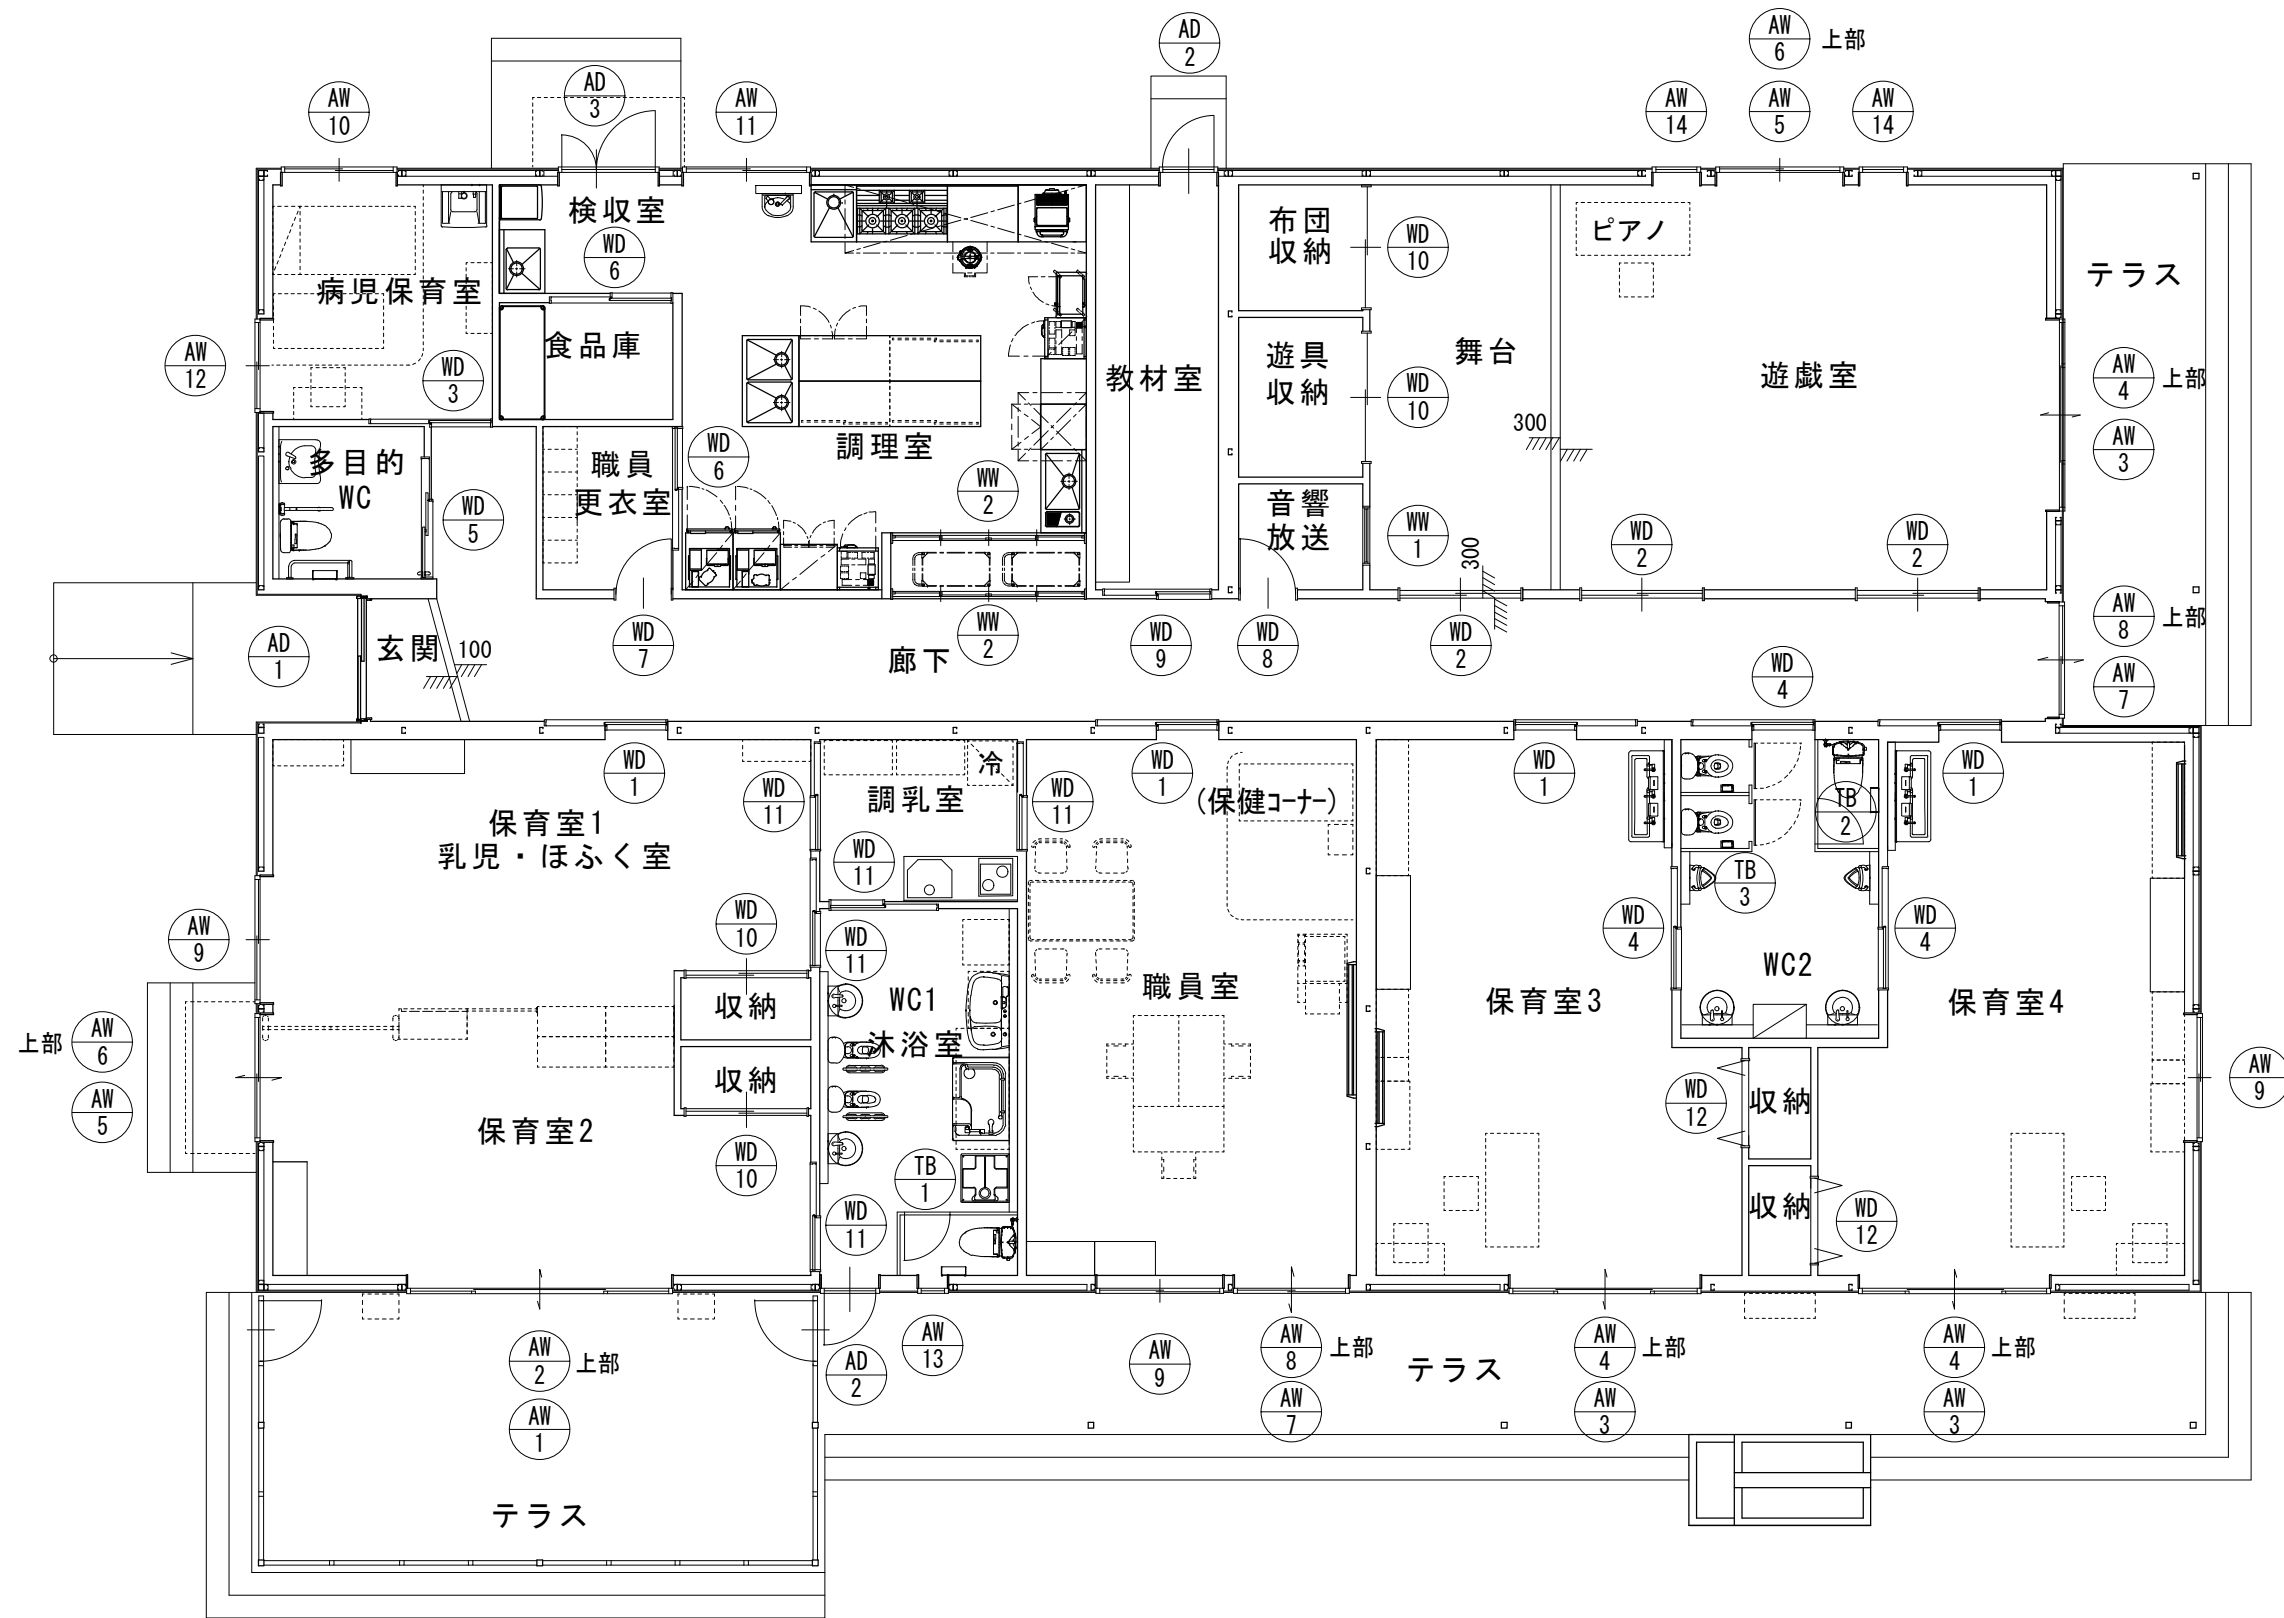 AD
2
AW
6
上部
AW
10
AD
3
AW
11
AW
14
AW
5
AW
14
検収室
WD
6
病児保育室
食品庫
AW
12
WD
3
多目的
WC
WD
5
職員
更衣室
WD
6
調理室
WW
2
教材室
布団
収納
WD
10
遊具
収納
WD
10
音響
放送
WW
1
舞台
300
300
ピアノ
遊戯室
WD
2
WD
2
テラス
AW
4
上部
AW
3
AW
8
上部
AW
7
AD
1
玄関
100
WD
7
廊下
WW
2
WD
9
WD
8
WD
2
WD
4
WD
1
保育室1
乳児・ほふく室
WD
11
冷
調乳室
WD
11
WD
11
WD
1
(保健コーナー)
WD
1
TB
2
WD
1
AW
9
WD
10
WD
11
TB
3
WD
4
WD
4
WC2
上部
AW
6
AW
5
収納
収納
WC1
沐浴室
職員室
保育室3
保育室4
保育室2
WD
10
TB
1
WD
11
WD
12
収納
収納
WD
12
AW
9
AW
2
上部
AW
1
AD
2
AW
13
AW
9
AW
8
上部
AW
7
テラス
AW
4
上部
AW
3
AW
4
上部
AW
3
テラス